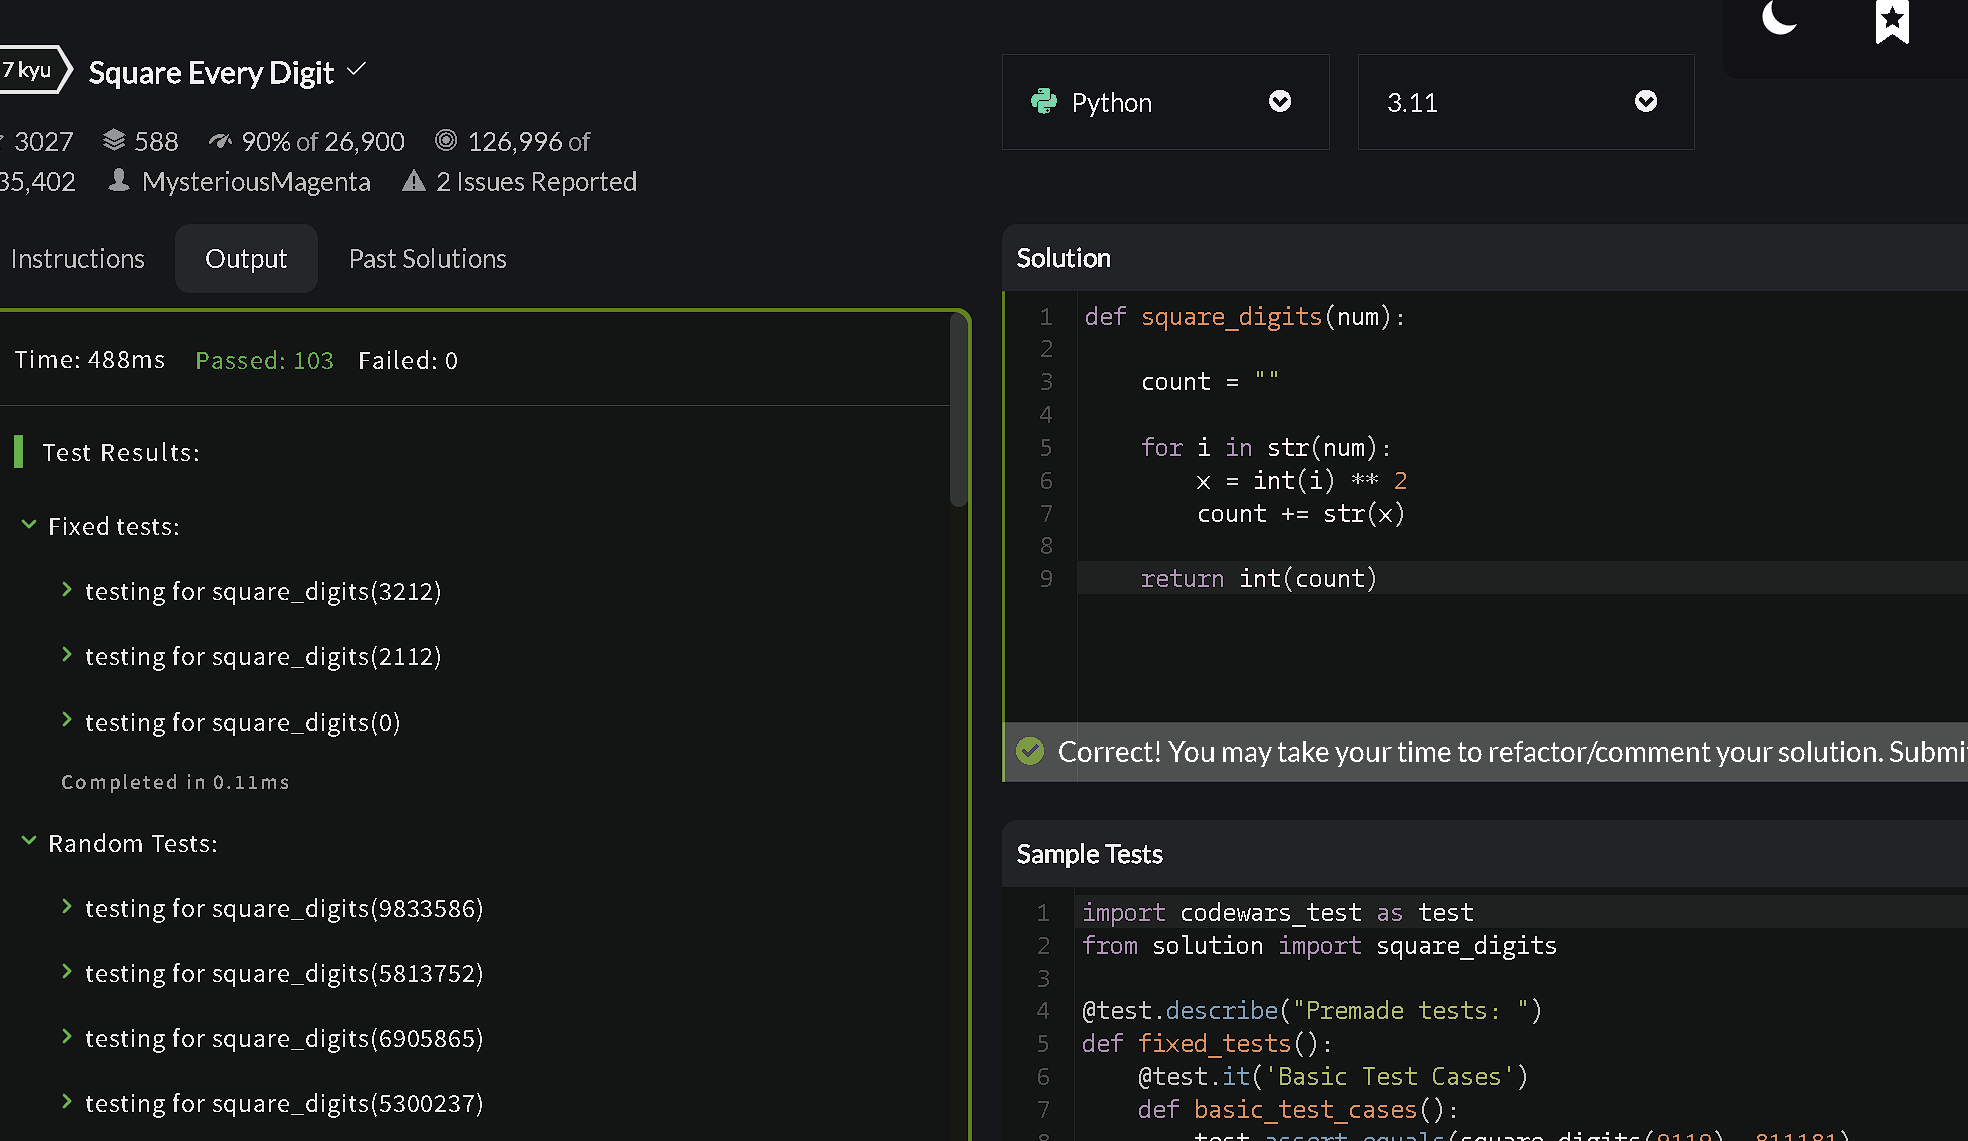 7 kyu Square Every Digit
3027 588 90% of 26,900 126,996 of
35,402 MysteriousMagenta 2 Issues Reported
Instructions Output Past Solutions
Time: 488ms Passed: 103 Failed: 0
Test Results:
Fixed tests:
testing for square_digits(3212)
testing for square_digits(2112)
testing for square_digits(0)
Completed in 0.11ms
Random Tests:
testing for square_digits(9833586)
testing for square_digits(5813752)
testing for square_digits(6905865)
testing for square_digits(5300237)
Python 3.11
Solution
1 def square_digits(num):
2
3 count = ""
4
5 for i in str(num):
6 x = int(i) ** 2
7 count += str(x)
8
9 return int(count)
Correct! You may take your time to refactor/comment your solution. Submi
Sample Tests
1 import codewars_test as test
2 from solution import square_digits
3
4 @test.describe("Premade tests: ")
5 def fixed_tests():
6 @test.it('Basic Test Cases')
7 def basic_test_cases():
8 test.assert_equals(square_digits(9119), 811181)